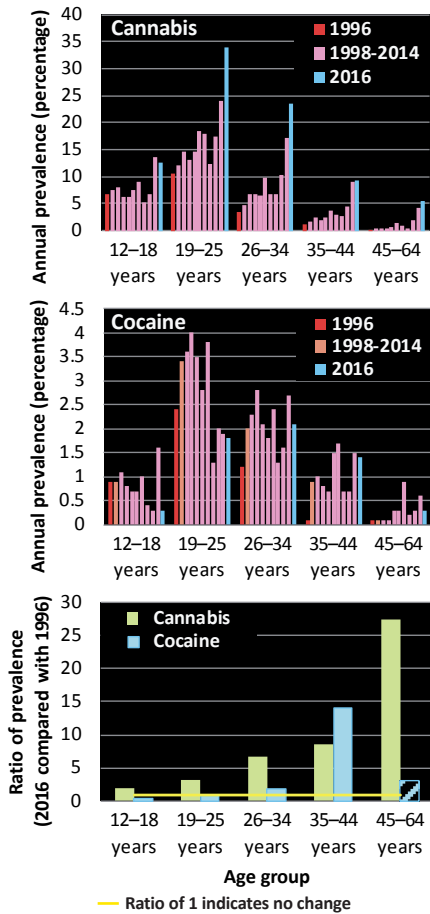 Annual prevalence (percentage)
40
35
30
25
20
15
10
5
0
Cannabis
1996
1998-2014
2016
12–18 19–25 26–34 35–44 45–64
years years years years years
Annual prevalence (percentage)
4.5
4
3.5
3
2.5
2
1.5
1
0.5
0
Cocaine
1996
1998-2014
2016
12–18 19–25 26–34 35–44 45–64
years years years years years
Ratio of prevalence
(2016 compared with 1996)
30
25
20
15
10
5
0
Cannabis
Cocaine
12–18 19–25 26–34 35–44 45–64
years years years years years
Age group
Ratio of 1 indicates no change